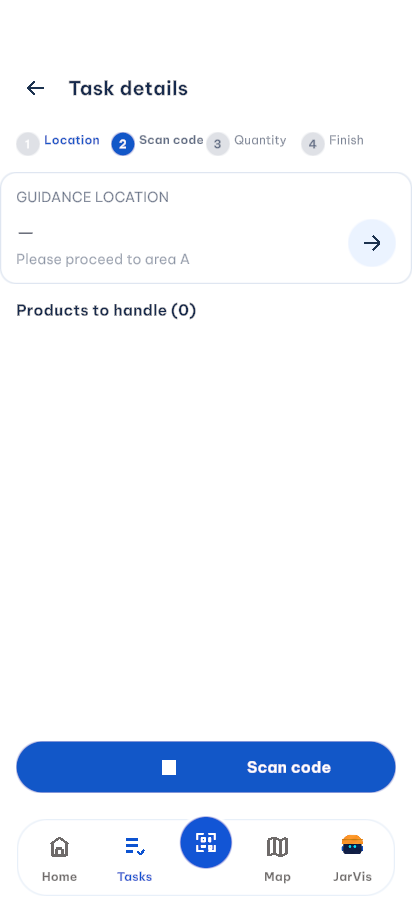 Task details
1 Location 2 Scan code 3 Quantity 4 Finish
GUIDANCE LOCATION
—
Please proceed to area A
Products to handle (0)
Scan code
Home Tasks Map JarVis